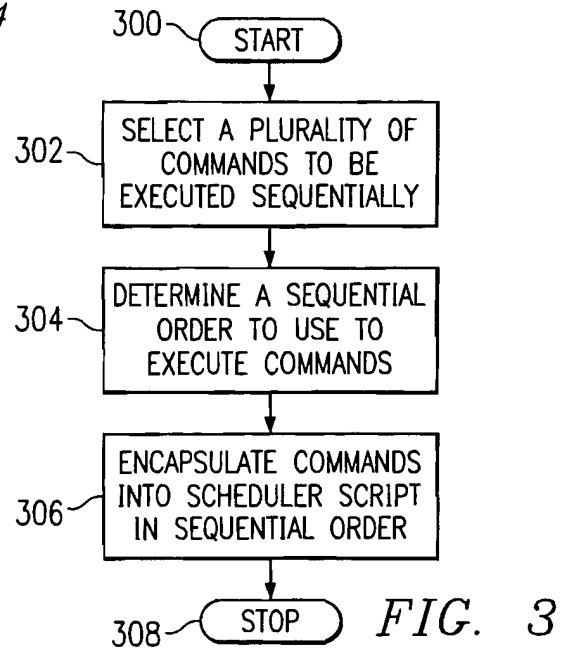 4
300
START
302
SELECT A PLURALITY OF
COMMANDS TO BE
EXECUTED SEQUENTIALLY
304
DETERMINE A SEQUENTIAL
ORDER TO USE TO
EXECUTE COMMANDS
306
ENCAPSULATE COMMANDS
INTO SCHEDULER SCRIPT
IN SEQUENTIAL ORDER
308
STOP
FIG. 3